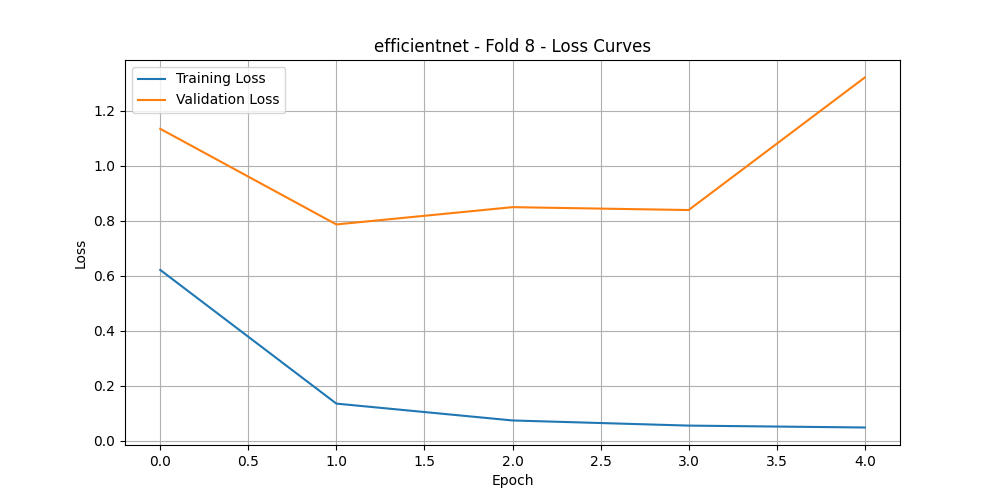 efficientnet - Fold 8 - Loss Curves
Training Loss
Validation Loss
Loss
1.2
1.0
0.8
0.6
0.4
0.2
0.0
0.0 0.5 1.0 1.5 2.0 2.5 3.0 3.5 4.0
Epoch